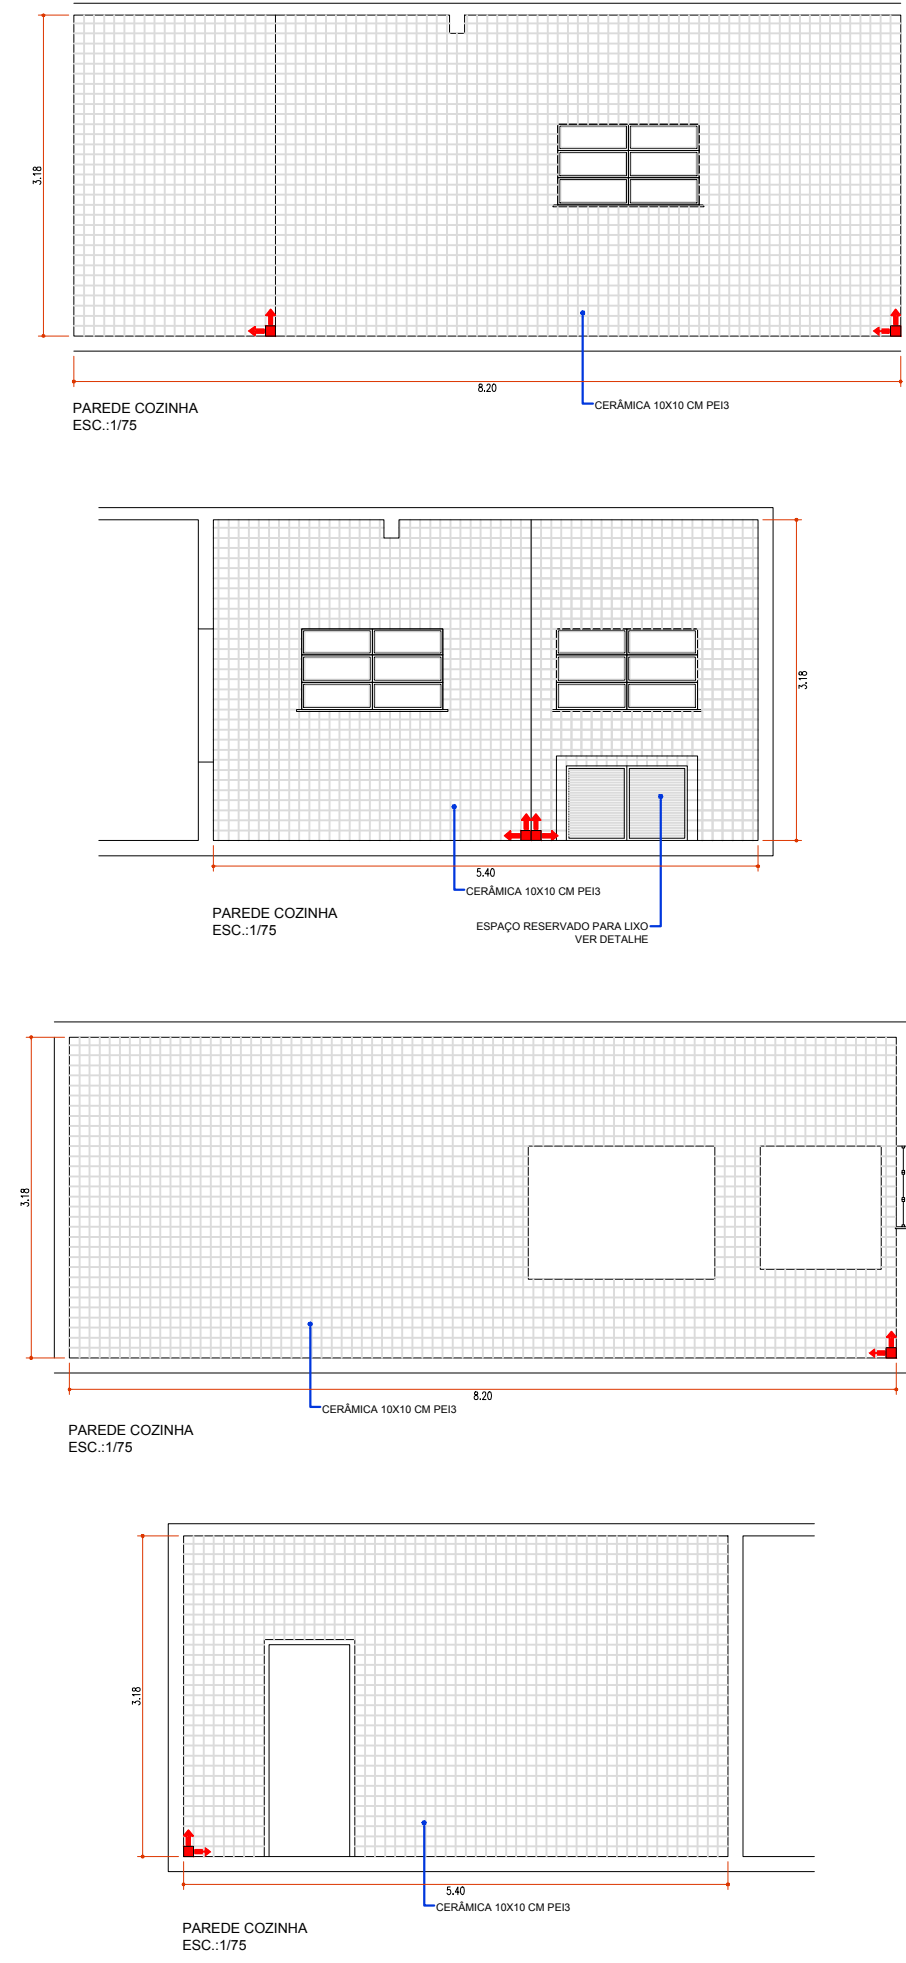 3.18
8.20
CERÂMICA 10X10 CM PEI3
PAREDE COZINHA
ESC.:1/75
3.18
5.40
CERÂMICA 10X10 CM PEI3
PAREDE COZINHA
ESC.:1/75
ESPAÇO RESERVADO PARA LIXO
VER DETALHE
3.18
8.20
CERÂMICA 10X10 CM PEI3
PAREDE COZINHA
ESC.:1/75
3.18
5.40
CERÂMICA 10X10 CM PEI3
PAREDE COZINHA
ESC.:1/75